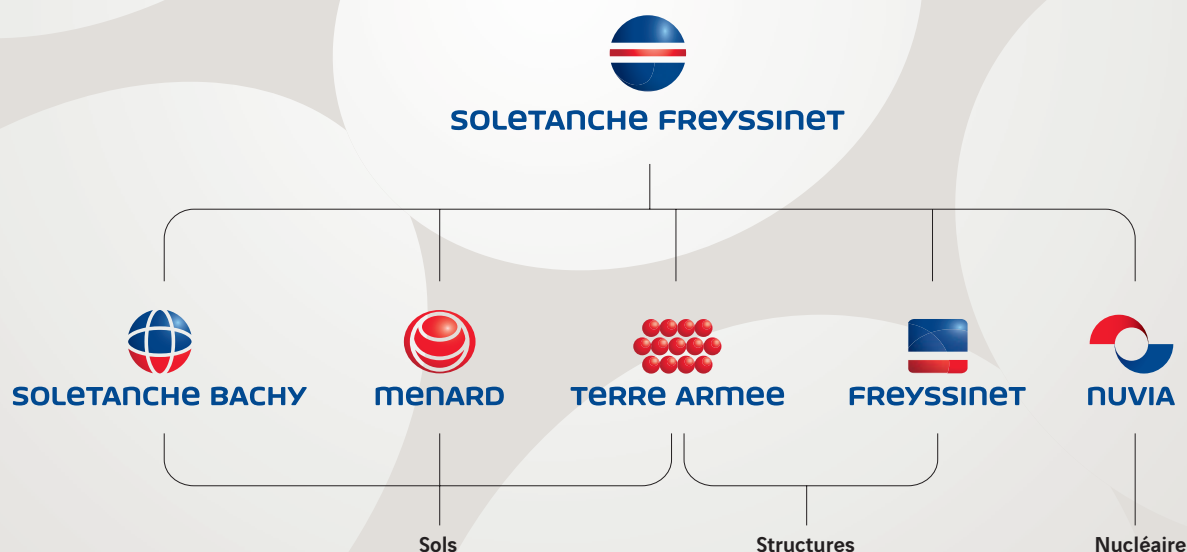 SOLETANCHE FREYSSINET
SOLETANCHE BACHY
MENARD
TERRE ARMEE
FREYSSINET
NUVIA
Sols
Structures
Nucléaire